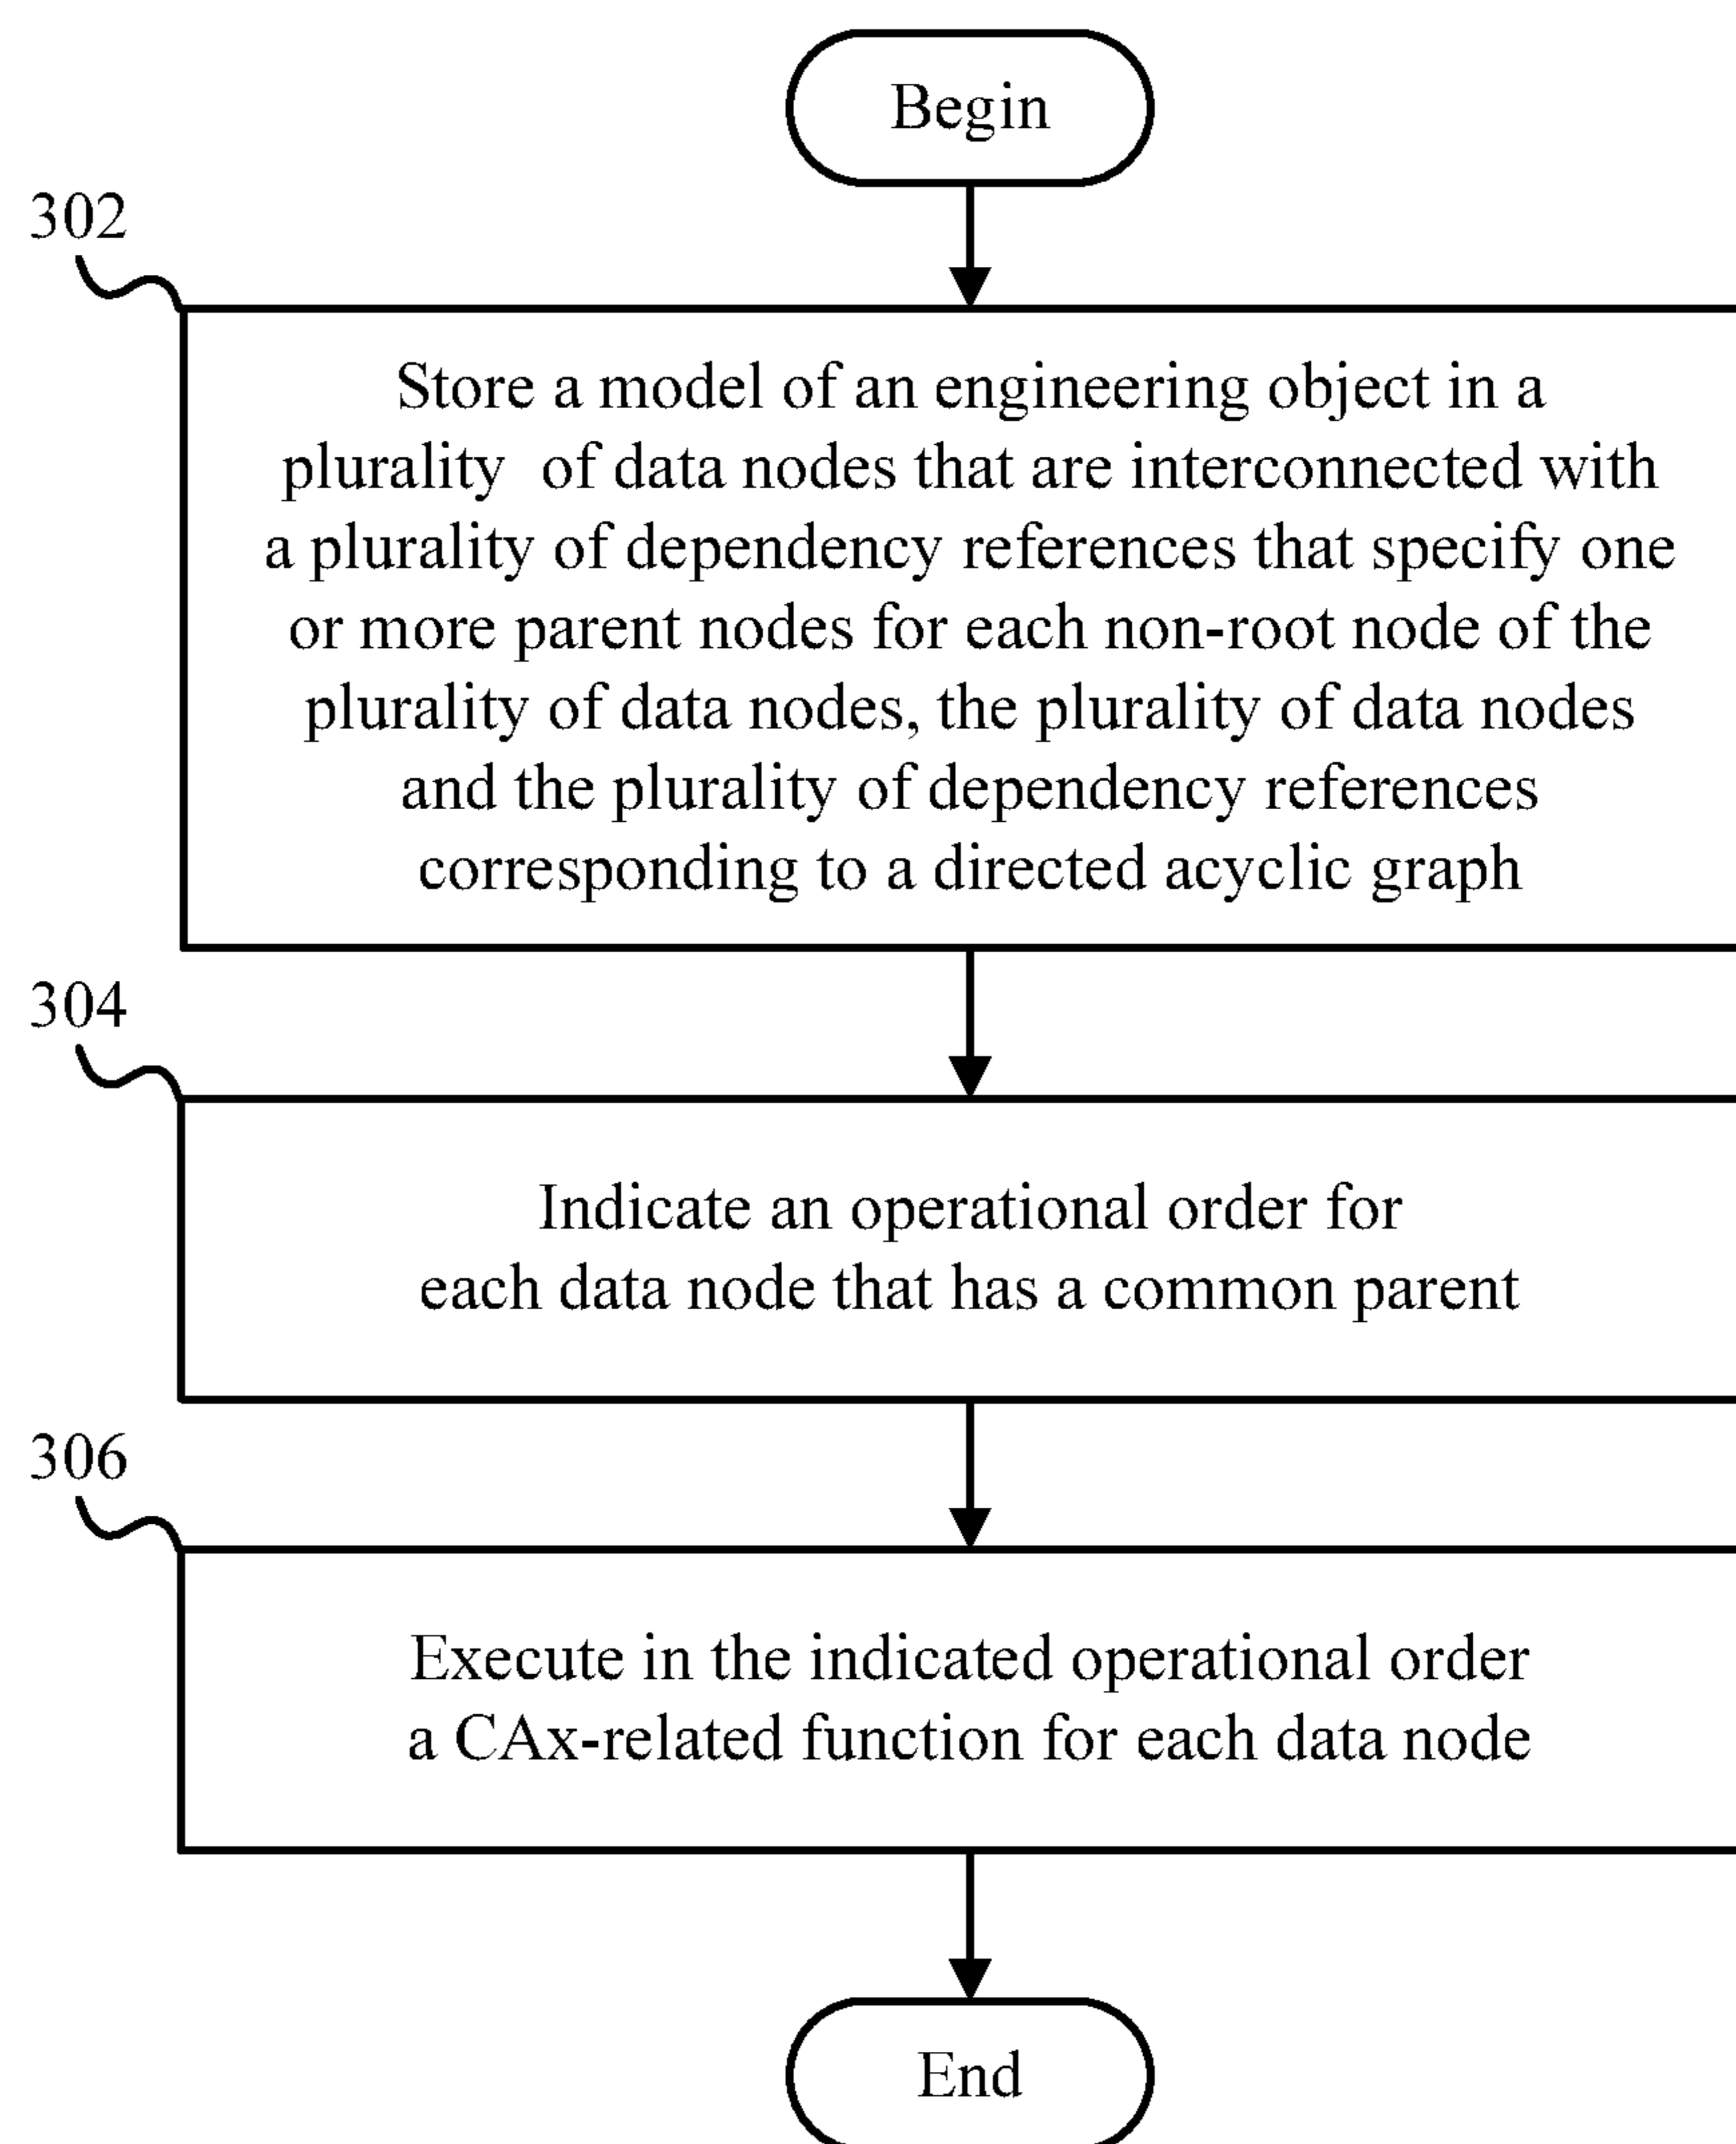 Begin
302
Store a model of an engineering object in a
plurality of data nodes that are interconnected with
a plurality of dependency references that specify one
or more parent nodes for each non-root node of the
plurality of data nodes, the plurality of data nodes
and the plurality of dependency references
corresponding to a directed acyclic graph
304
Indicate an operational order for
each data node that has a common parent
306
Execute in the indicated operational order
a CAx-related function for each data node
End